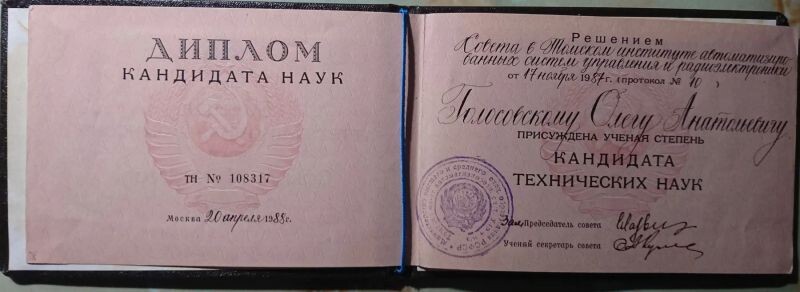 ДИПЛОМ
КАНДИДАТА НАУК
ТН № 108317
Москва 20 апреля 1988г.
Решением
Совета в Томском институте автоматизиро-
ванных систем управления и радиоэлектроники
от 17 ноября 1987 г. (протокол № 10 )
Голосовскому Олегу Анатольевичу
ПРИСУЖДЕНА УЧЕНАЯ СТЕПЕНЬ
КАНДИДАТА
ТЕХНИЧЕСКИХ НАУК
Зам. Председатель совета
Ученый секретарь совета